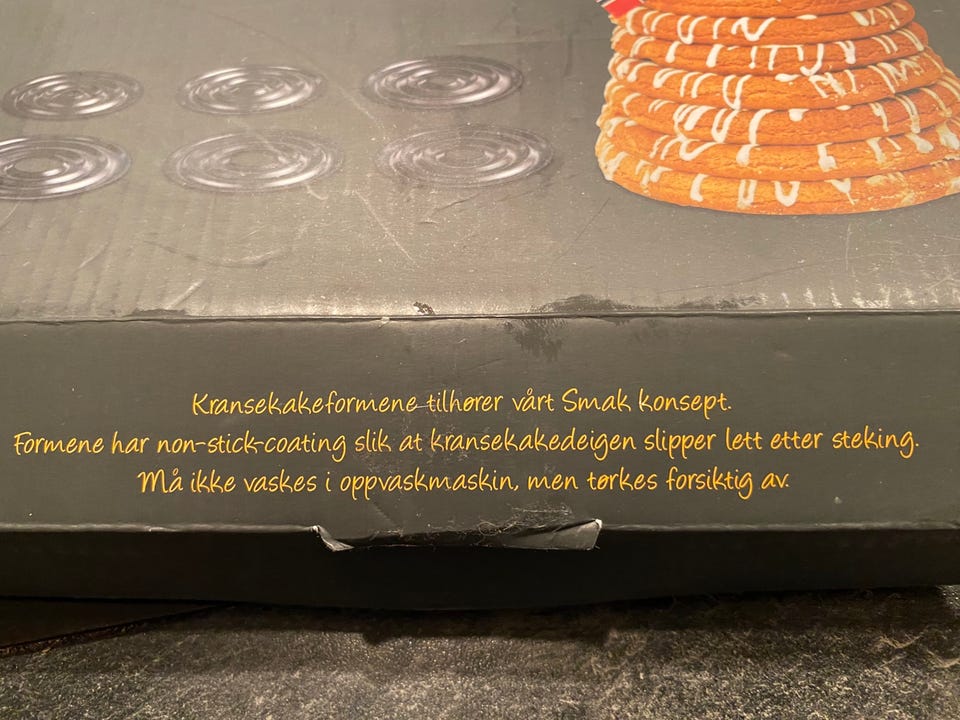 Kransekakeformene tilhører vårt Smak konsept.
Formene har non-stick-coating slik at kransekakedeigen slipper lett etter steking.
Må ikke vaskes i oppvaskmaskin, men tørkes forsiktig av.